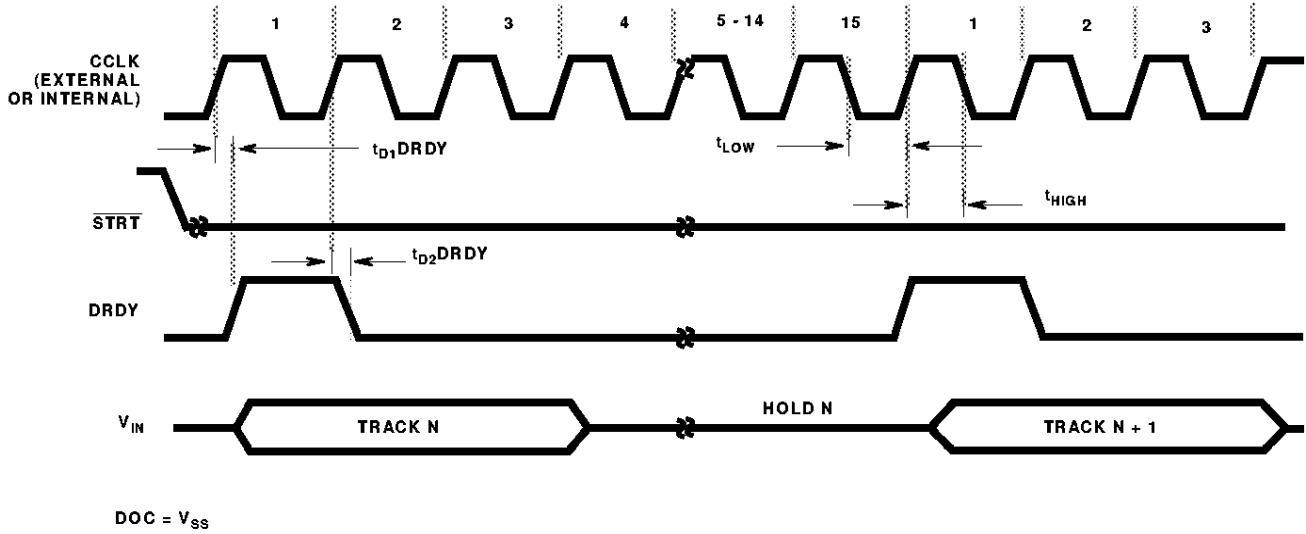 1 2 3 4 5 - 14 15 1 2 3
CCLK
(EXTERNAL
OR INTERNAL)
tD1DRDY
tLOW
tHIGH
STRT
tD2DRDY
DRDY
HOLD N
VIN
TRACK N
TRACK N + 1
DOC = VSS